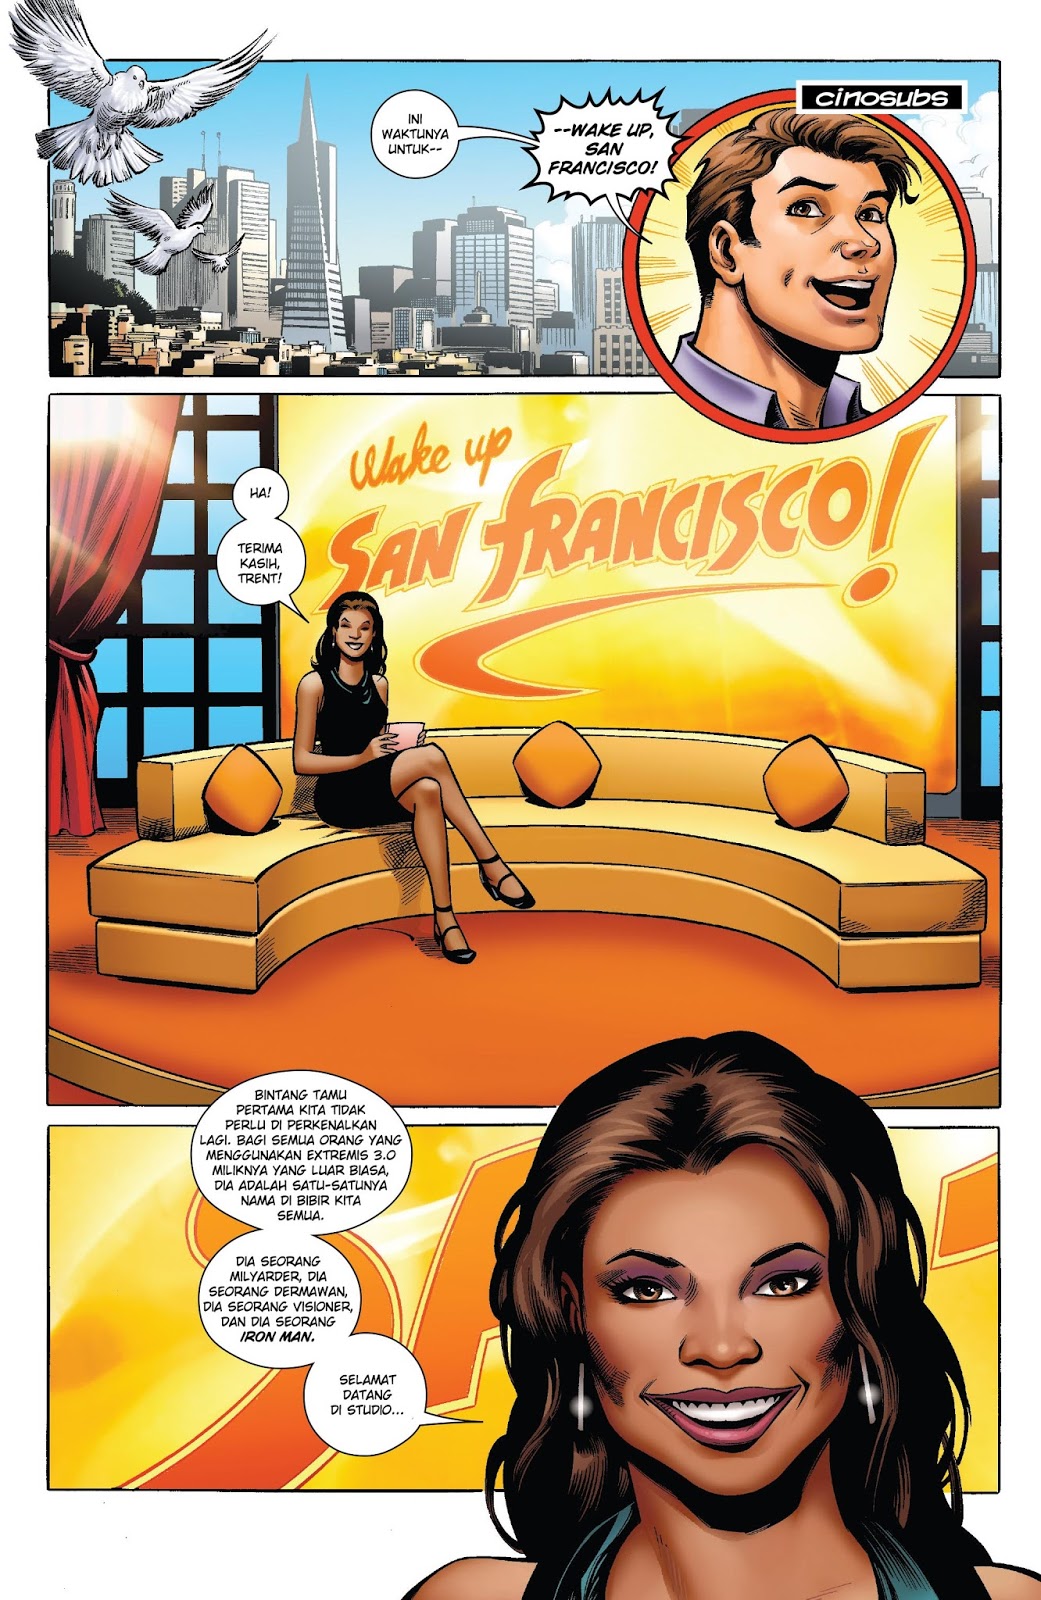 cinosubs
INI
WAKTUNYA
UNTUK--
--WAKE UP,
SAN
FRANCISCO!
Wake up
SAN FRANCISCO!
HA!
TERIMA
KASIH,
TRENT!
BINTANG TAMU
PERTAMA KITA TIDAK
PERLU DI PERKENALKAN
LAGI. BAGI SEMUA ORANG YANG
MENGGUNAKAN EXTREMIS 3.0
MILIKNYA YANG LUAR BIASA,
DIA ADALAH SATU-SATUNYA
NAMA DI BIBIR KITA
SEMUA.
DIA SEORANG
MILYARDER, DIA
SEORANG DERMAWAN,
DIA SEORANG VISIONER,
DAN DIA SEORANG
IRON MAN.
SELAMAT
DATANG
DI STUDIO...